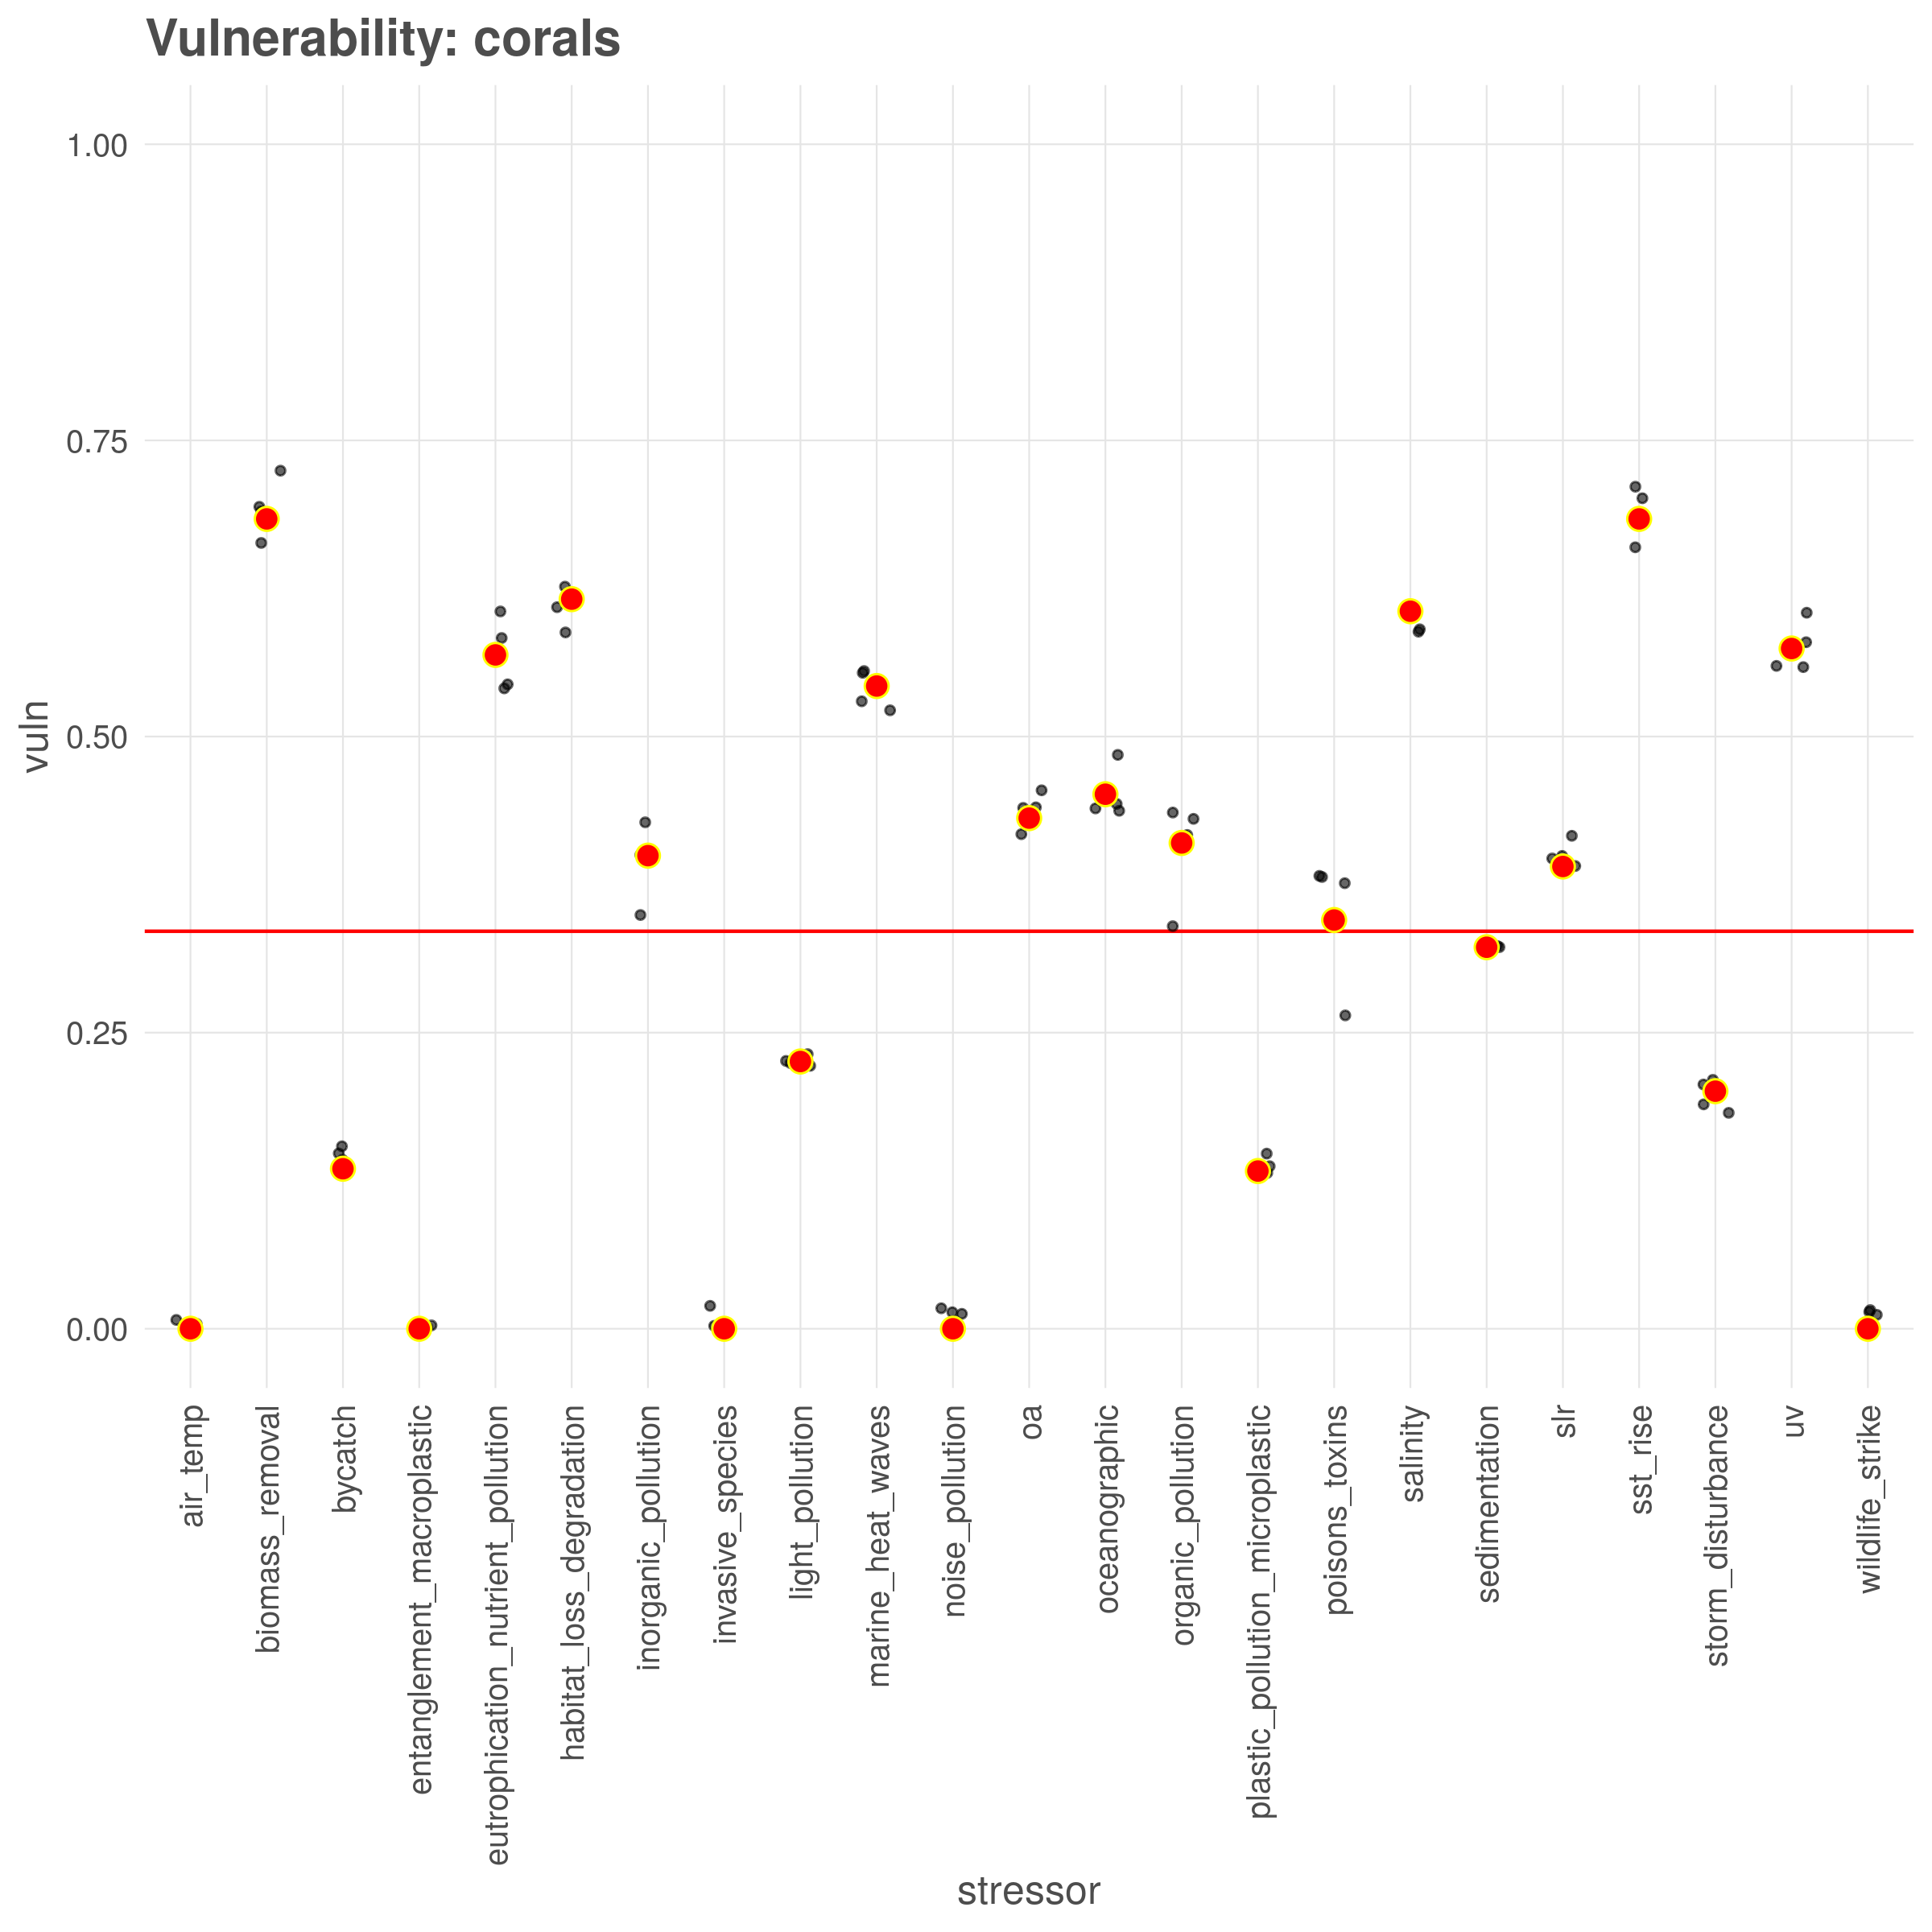 Vulnerability: corals
1.00
0.75
0.50
0.25
0.00
vuln
air_temp
biomass_removal
bycatch
entanglement_macroplastic
eutrophication_nutrient_pollution
habitat_loss_degradation
inorganic_pollution
invasive_species
light_pollution
marine_heat_waves
noise_pollution
oa
oceanographic
organic_pollution
plastic_pollution_microplastic
poisons_toxins
salinity
sedimentation
slr
sst_rise
storm_disturbance
uv
wildlife_strike
stressor